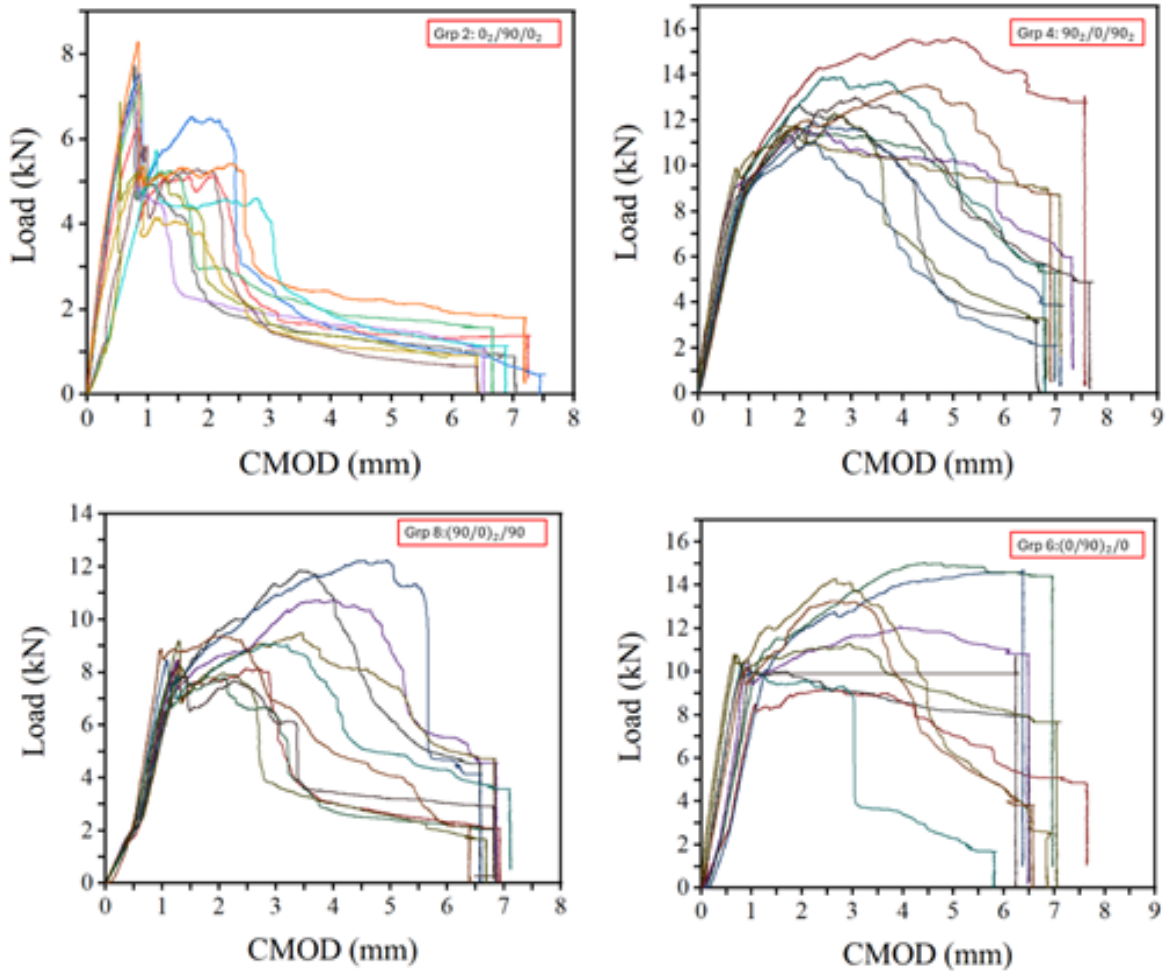 Grp 2: 0₂/90/0₂
Load (kN)
8
6
4
2
0
0 1 2 3 4 5 6 7 8
CMOD (mm)
Grp 4: 90₂/0/90₂
Load (kN)
16
14
12
10
8
6
4
2
0
0 1 2 3 4 5 6 7 8 9
CMOD (mm)
Grp 8:(90/0)₂/90
Load (kN)
14
12
10
8
6
4
2
0
0 1 2 3 4 5 6 7 8
CMOD (mm)
Grp 6:(0/90)₂/0
Load (kN)
16
14
12
10
8
6
4
2
0
0 1 2 3 4 5 6 7 8 9
CMOD (mm)